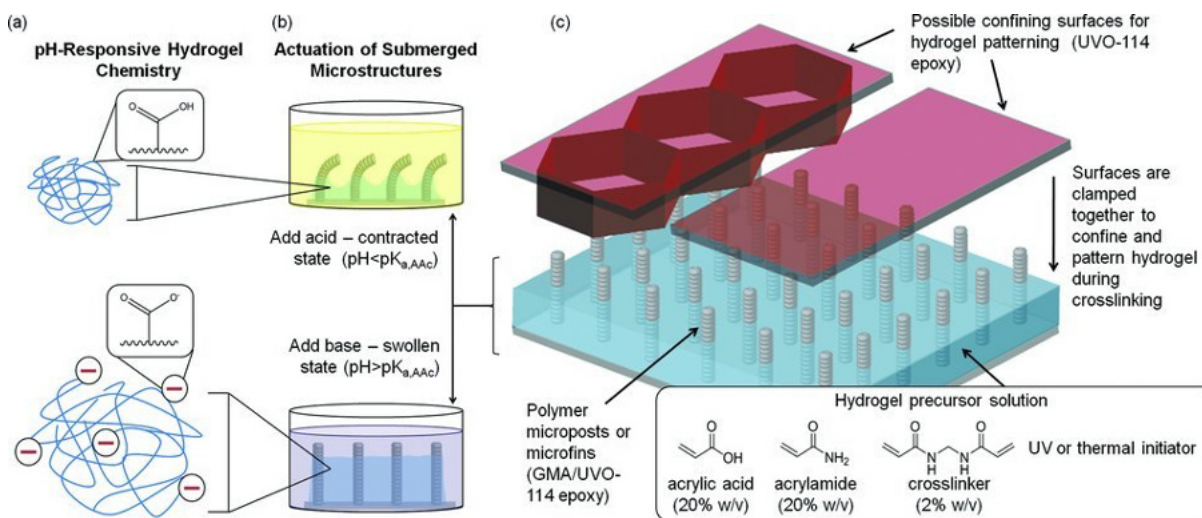 (a)
pH-Responsive Hydrogel
Chemistry
O
OH
O
O-
(b)
Actuation of Submerged
Microstructures
Add acid – contracted
state (pH<pKa,AAc)
Add base – swollen
state (pH>pKa,AAc)
(c)
Possible confining surfaces for
hydrogel patterning (UVO-114
epoxy)
Surfaces are
clamped
together to
confine and
pattern hydrogel
during
crosslinking
Polymer
microposts or
microfins
(GMA/UVO-
114 epoxy)
Hydrogel precursor solution
O
OH
acrylic acid
(20% w/v)
O
NH2
acrylamide
(20% w/v)
O
N
H
N
H
O
crosslinker
(2% w/v)
UV or thermal initiator